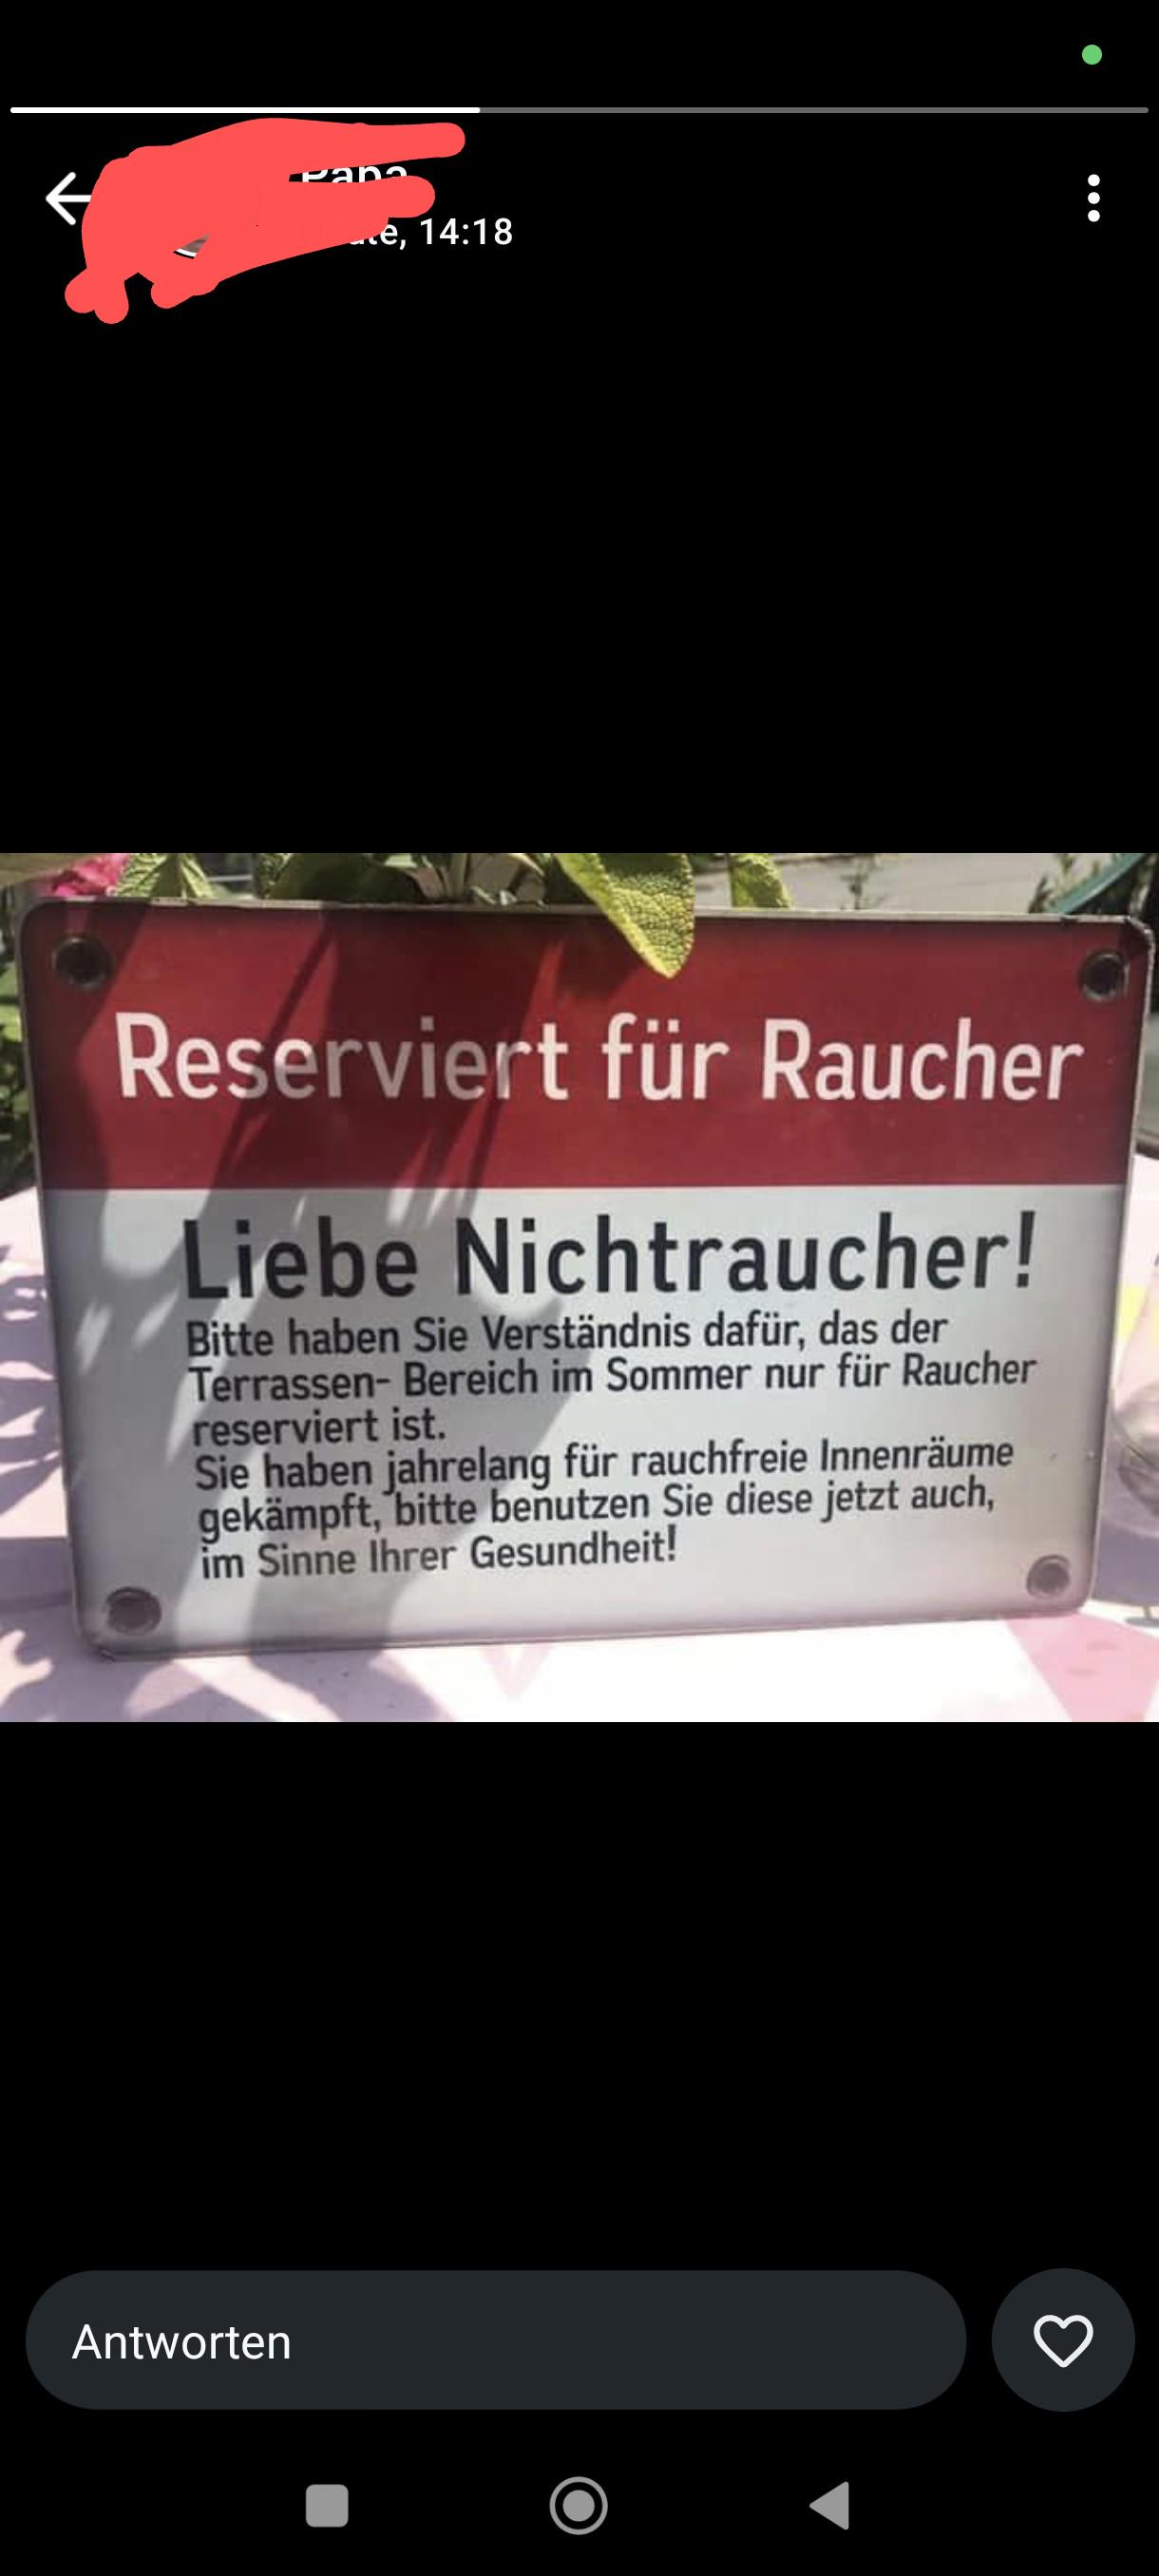 Papa
14:18
Reserviert für Raucher
Liebe Nichtraucher!
Bitte haben Sie Verständnis dafür, das der
Terrassen- Bereich im Sommer nur für Raucher
reserviert ist.
Sie haben jahrelang für rauchfreie Innenräume
gekämpft, bitte benutzen Sie diese jetzt auch,
im Sinne Ihrer Gesundheit!
Antworten